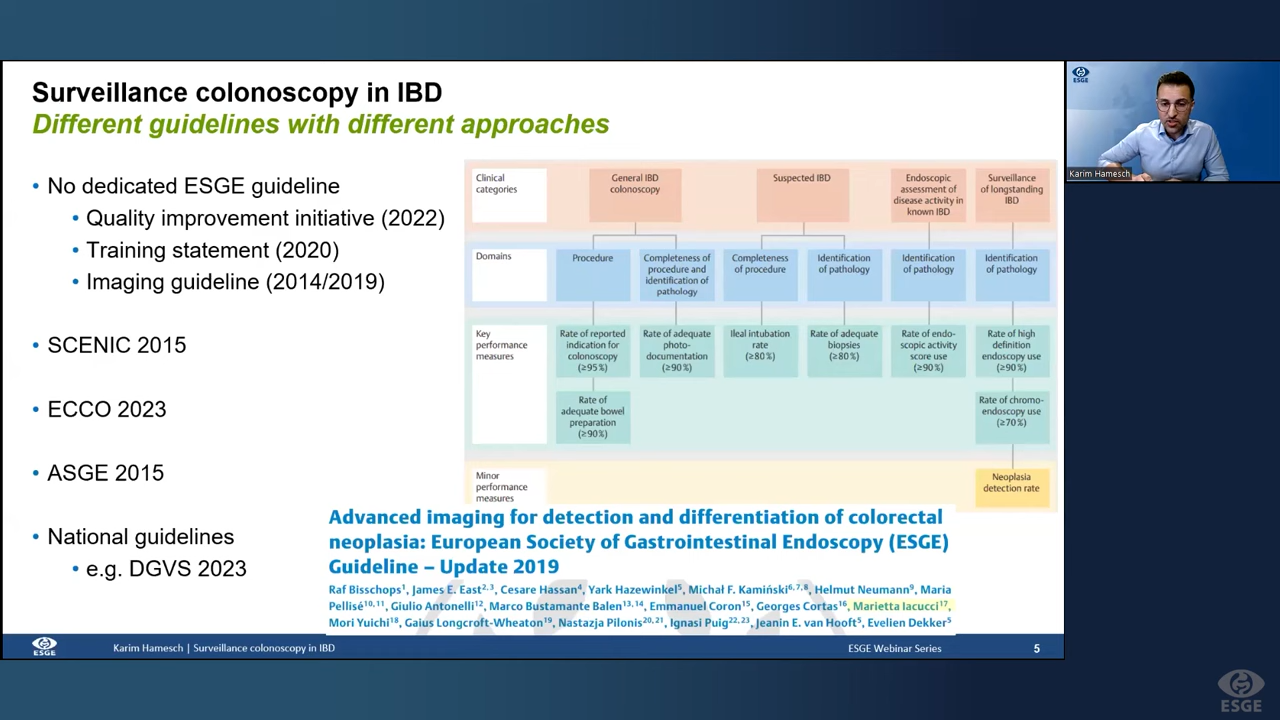 Surveillance colonoscopy in IBD
Different guidelines with different approaches
• No dedicated ESGE guideline
• Quality improvement initiative (2022)
• Training statement (2020)
• Imaging guideline (2014/2019)
• SCENIC 2015
• ECCO 2023
• ASGE 2015
• National guidelines
• e.g. DGVS 2023
Clinical
categories
General IBD
colonoscopy
Suspected IBD
Endoscopic
assessment of
disease activity in
known IBD
Surveillance
of longstanding
IBD
Domains
Procedure
Completeness of
procedure and
identification of
pathology
Completeness
of procedure
Identification
of pathology
Identification
of pathology
Identification
of pathology
Key
performance
measures
Rate of reported
indication for
colonoscopy
(≥95%)
Rate of adequate
photo-
documentation
(≥90%)
Ileal intubation
rate
(≥80%)
Rate of adequate
biopsies
(≥80%)
Rate of endo-
scopic activity
score use
(≥90%)
Rate of high
definition
endoscopy use
(≥90%)
Rate of
adequate bowel
preparation
(≥90%)
Rate of chromo-
endoscopy use
(≥70%)
Minor
performance
measures
Neoplasia
detection rate
Advanced imaging for detection and differentiation of colorectal
neoplasia: European Society of Gastrointestinal Endoscopy (ESGE)
Guideline – Update 2019
Raf Bisschops1, James E. East2,3, Cesare Hassan4, Yark Hazewinkel5, Michał F. Kamiński6,7,8, Helmut Neumann9, Maria
Pellisé10,11, Giulio Antonelli12, Marco Bustamante Balen13,14, Emmanuel Coron15, Georges Cortas16, Marietta Iacucci17,
Mori Yuichi18, Gaius Longcroft-Wheaton19, Nastazja Pilonis20,21, Ignasi Puig22,23, Jeanin E. van Hooft5, Evelien Dekker5
ESGE
Karim Hamesch | Surveillance colonoscopy in IBD
ESGE Webinar Series
5
ESGE
Karim Hamesch
ESGE